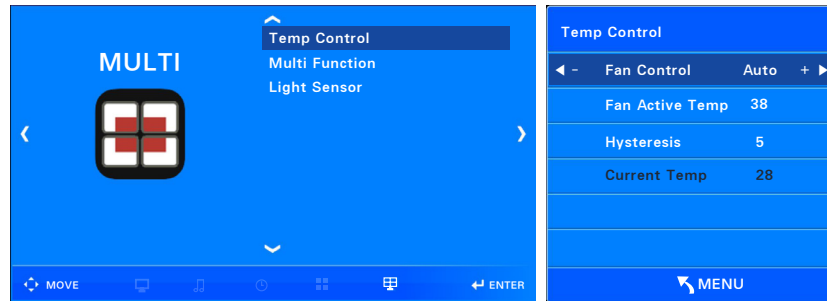 MULTI
Temp Control
Multi Function
Light Sensor
MOVE
ENTER
Temp Control
- Fan Control Auto +
Fan Active Temp 38
Hysteresis 5
Current Temp 28
MENU